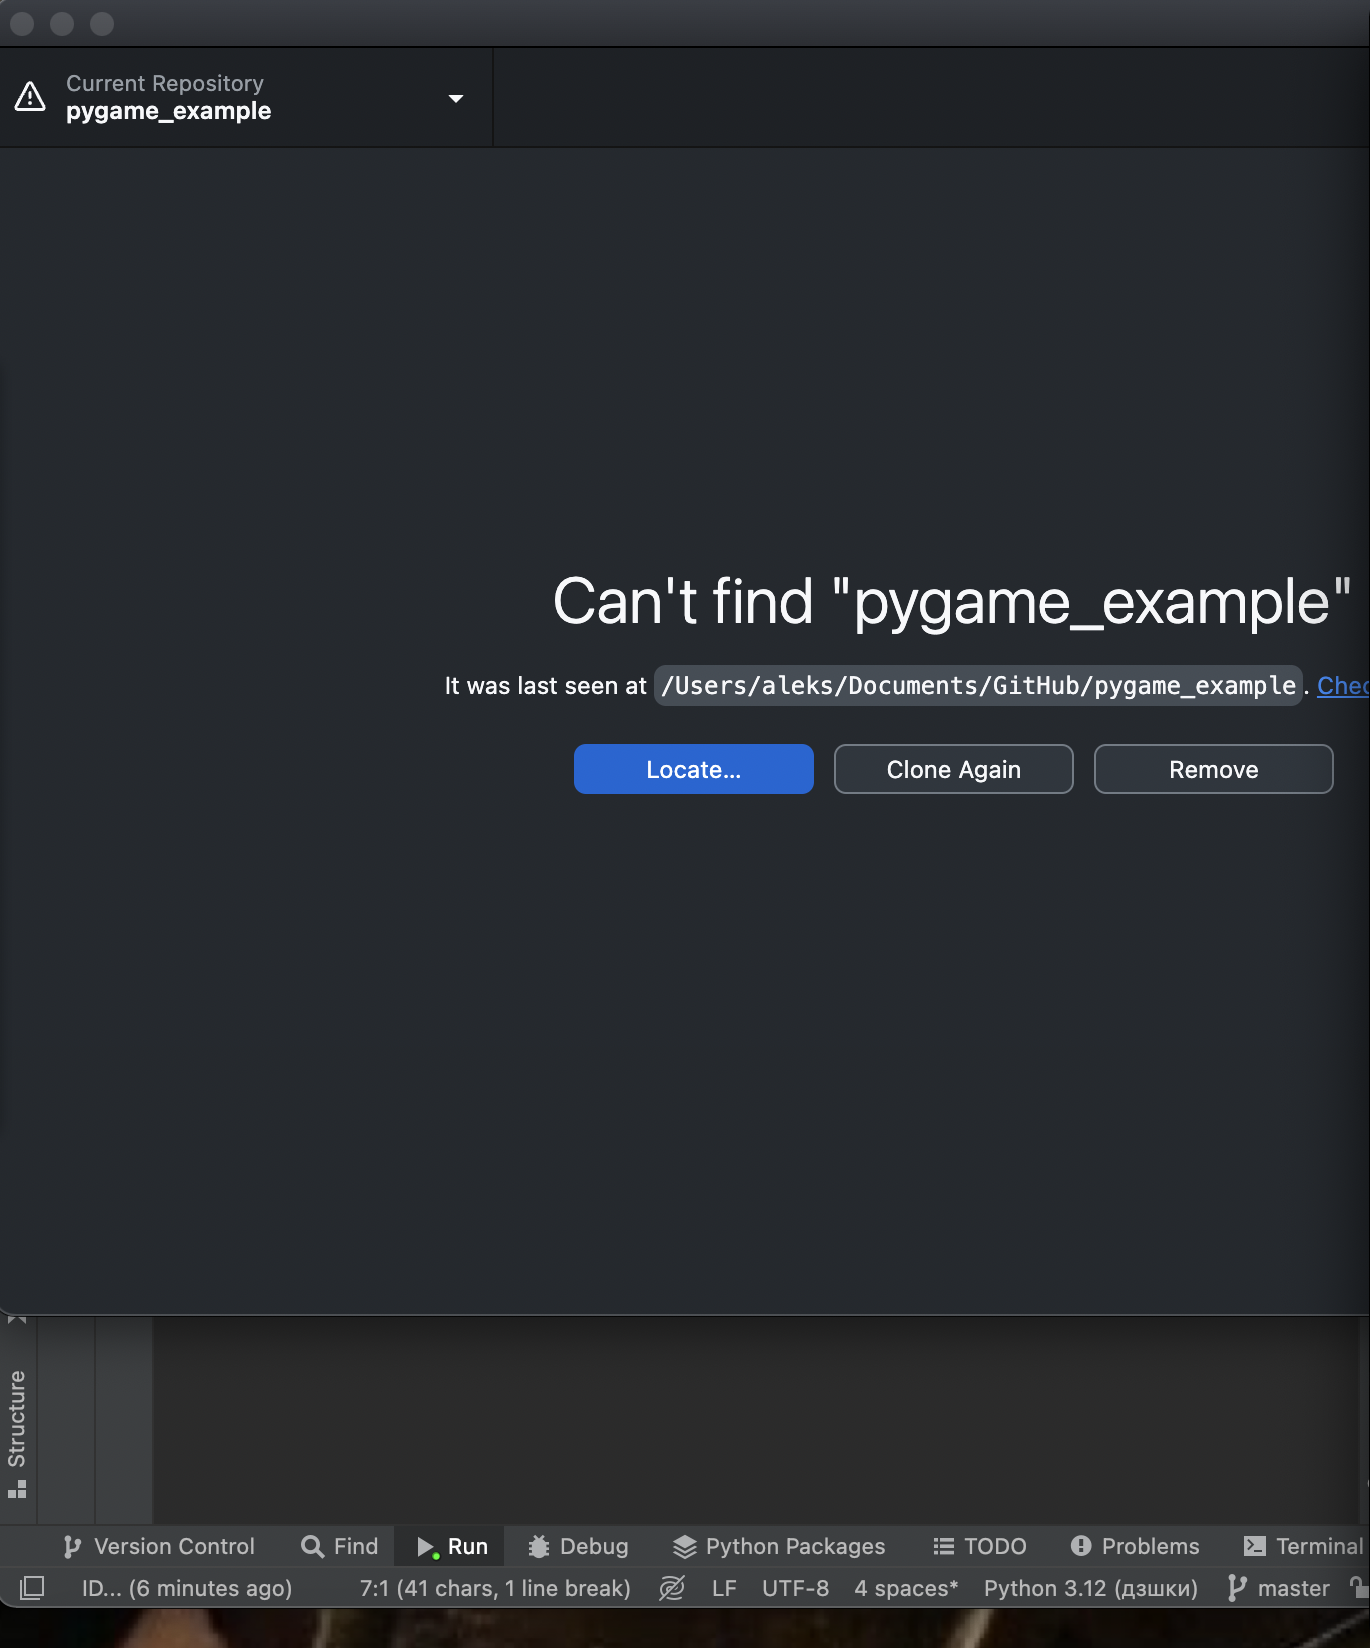 Current Repository
pygame_example
Can't find "pygame_example"
It was last seen at /Users/aleks/Documents/GitHub/pygame_example.
Locate...
Clone Again
Remove
Structure
Version Control
Find
Run
Debug
Python Packages
TODO
Problems
Terminal
ID... (6 minutes ago)
7:1 (41 chars, 1 line break)
LF
UTF-8
4 spaces*
Python 3.12 (дзшки)
master